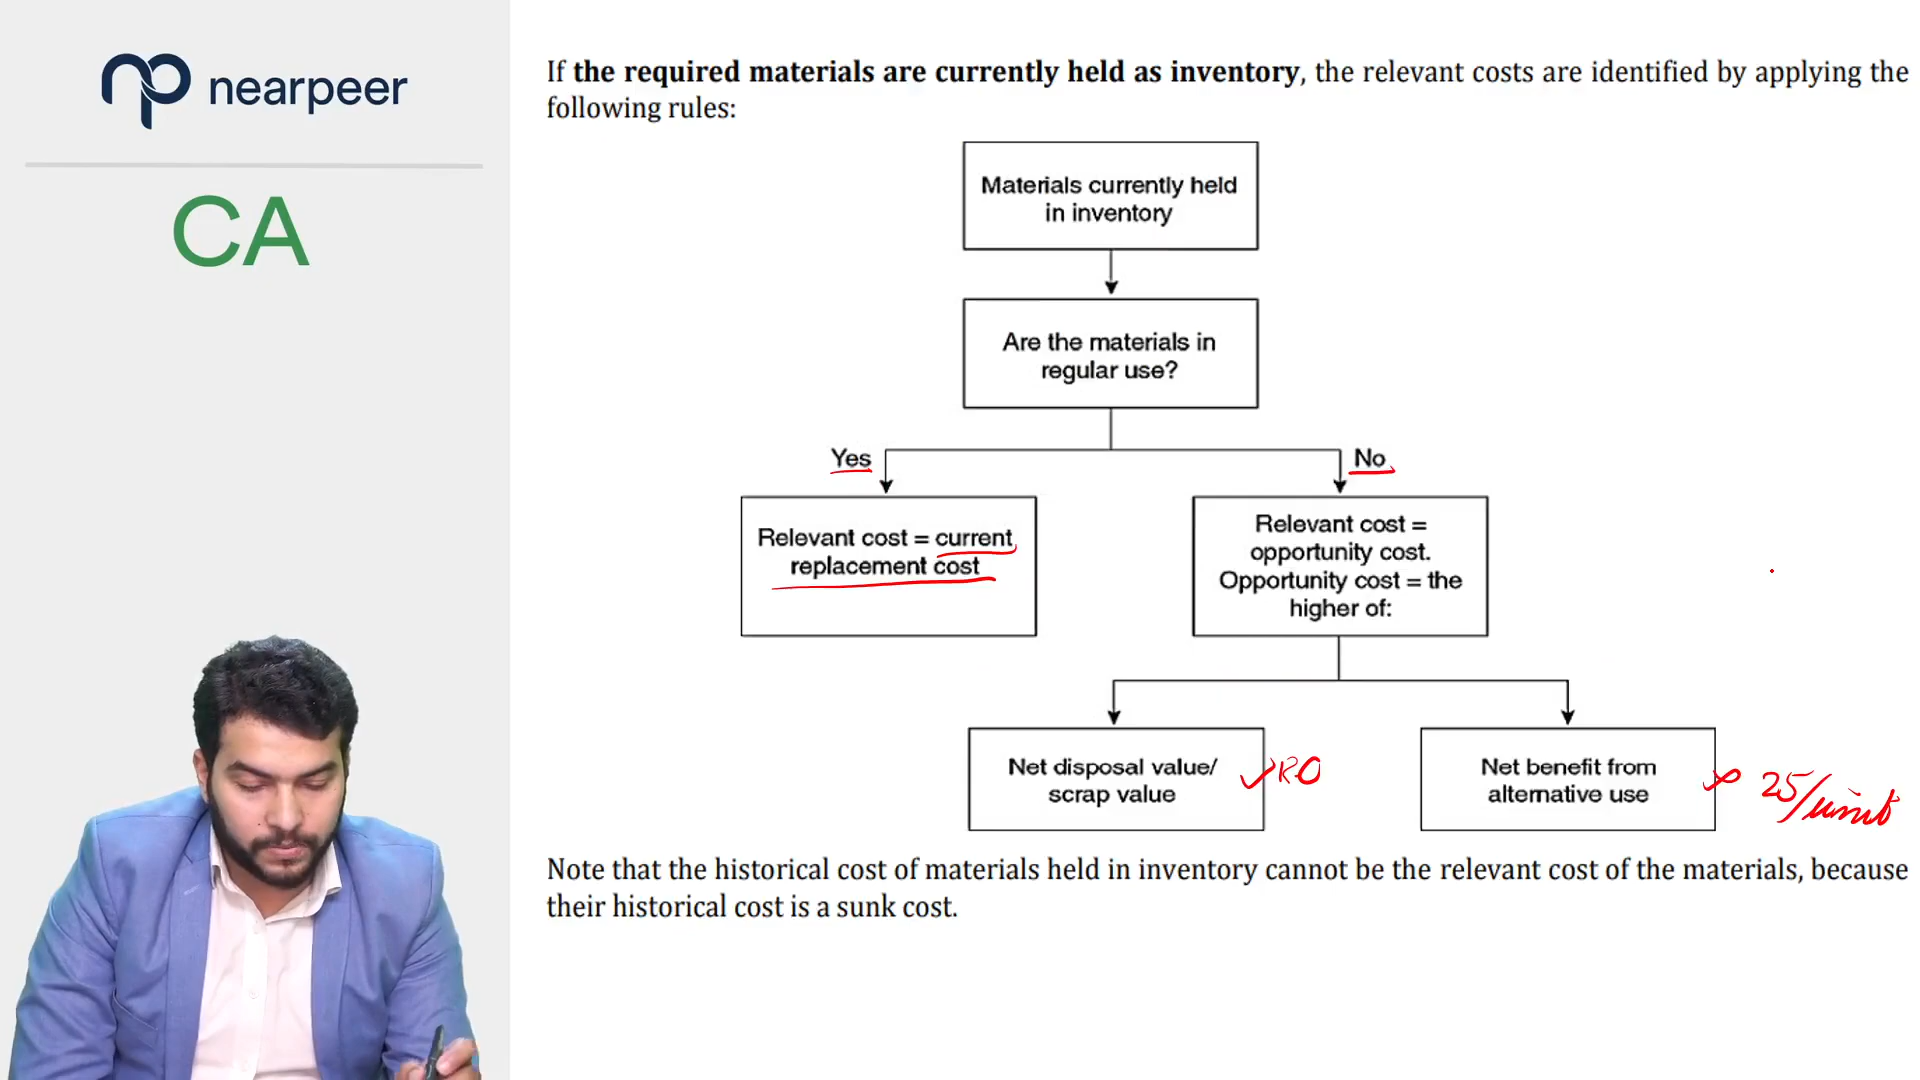 nearpeer
CA
If the required materials are currently held as inventory, the relevant costs are identified by applying the
following rules:
Materials currently held
in inventory
Are the materials in
regular use?
Yes
No
Relevant cost = current
replacement cost
Relevant cost =
opportunity cost.
Opportunity cost = the
higher of:
Net disposal value/
scrap value
Net benefit from
alternative use
25/unit
Note that the historical cost of materials held in inventory cannot be the relevant cost of the materials, because
their historical cost is a sunk cost.